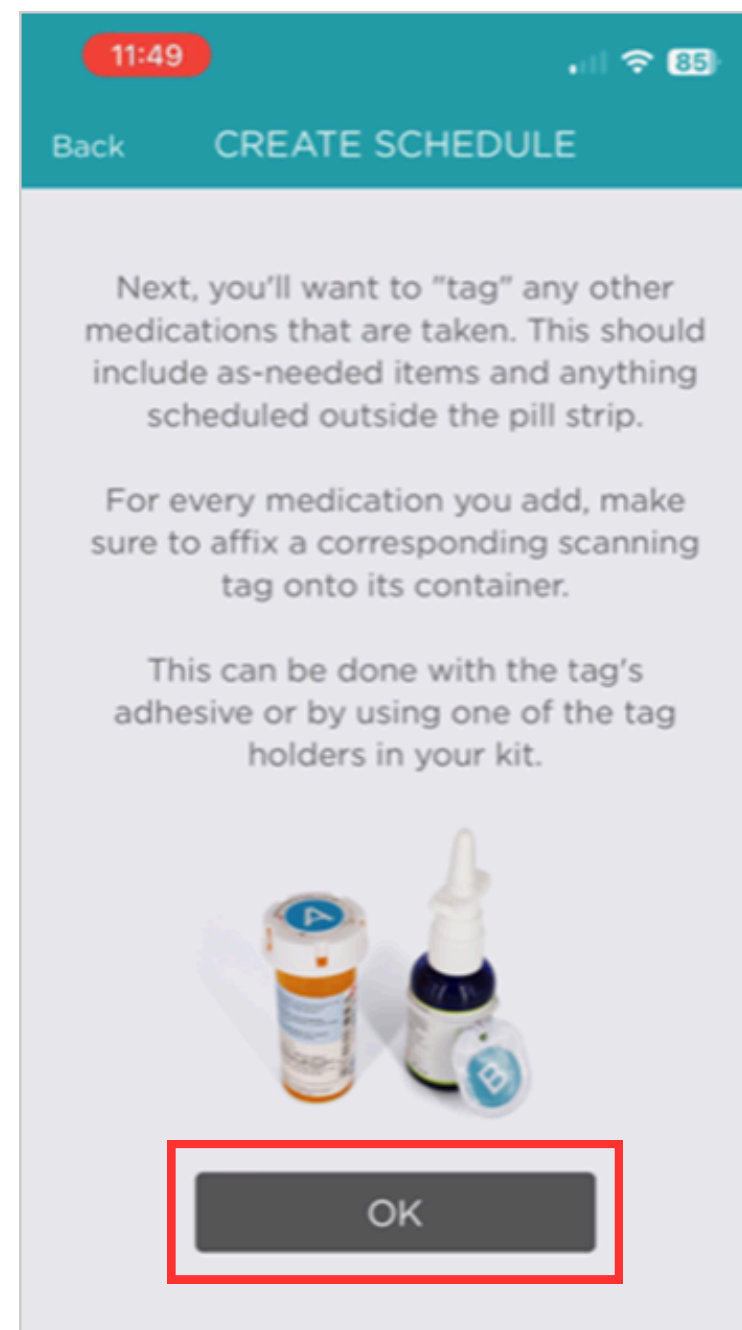 11:49
85
Back
CREATE SCHEDULE
Next, you'll want to "tag" any other
medications that are taken. This should
include as-needed items and anything
scheduled outside the pill strip.
For every medication you add, make
sure to affix a corresponding scanning
tag onto its container.
This can be done with the tag's
adhesive or by using one of the tag
holders in your kit.
A
B
OK